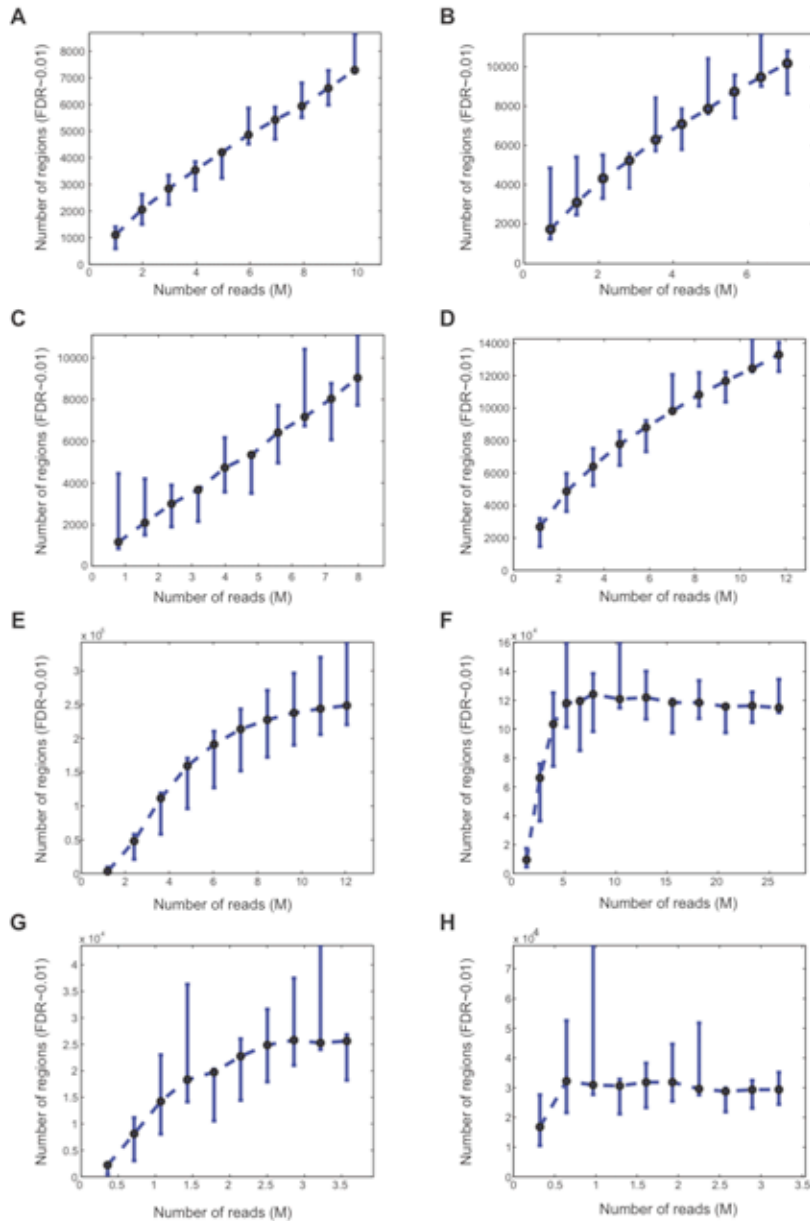 A
8000
7000
6000
5000
4000
3000
2000
1000
0
Number of regions (FDR~0.01)
0 2 4 6 8 10
Number of reads (M)
B
10000
8000
6000
4000
2000
0
Number of regions (FDR~0.01)
0 2 4 6
Number of reads (M)
C
10000
8000
6000
4000
2000
0
Number of regions (FDR~0.01)
0 1 2 3 4 5 6 7 8
Number of reads (M)
D
14000
12000
10000
8000
6000
4000
2000
0
Number of regions (FDR~0.01)
0 2 4 6 8 10 12
Number of reads (M)
E
x 10⁵
3
2.5
2
1.5
1
0.5
0
Number of regions (FDR~0.01)
0 2 4 6 8 10 12
Number of reads (M)
F
x 10⁴
16
14
12
10
8
6
4
2
0
Number of regions (FDR~0.01)
0 5 10 15 20 25
Number of reads (M)
G
x 10⁴
4
3.5
3
2.5
2
1.5
1
0.5
0
Number of regions (FDR~0.01)
0 0.5 1 1.5 2 2.5 3 3.5
Number of reads (M)
H
x 10⁴
7
6
5
4
3
2
1
0
Number of regions (FDR~0.01)
0 0.5 1 1.5 2 2.5 3 3.5
Number of reads (M)